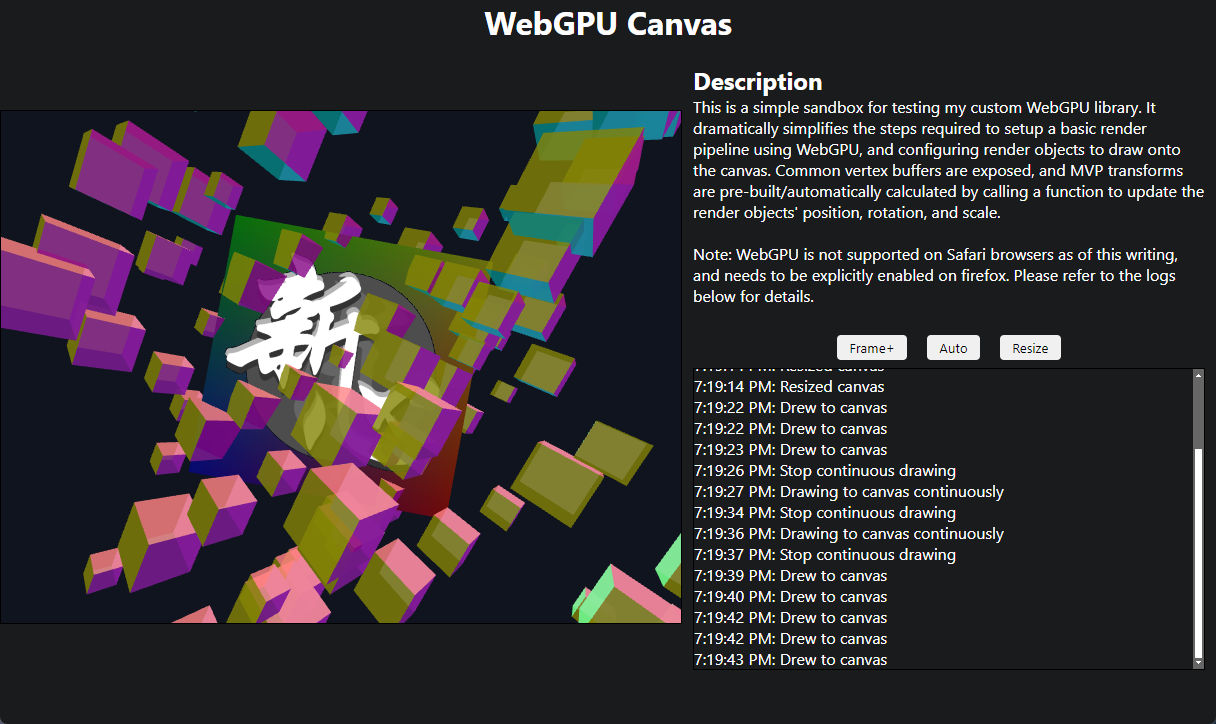 WebGPU Canvas
Description
This is a simple sandbox for testing my custom WebGPU library. It
dramatically simplifies the steps required to setup a basic render
pipeline using WebGPU, and configuring render objects to draw onto
the canvas. Common vertex buffers are exposed, and MVP transforms
are pre-built/automatically calculated by calling a function to update the
render objects' position, rotation, and scale.
Note: WebGPU is not supported on Safari browsers as of this writing,
and needs to be explicitly enabled on firefox. Please refer to the logs
below for details.
Frame+ Auto Resize
新
Resized canvas
7:19:14 PM: Resized canvas
7:19:22 PM: Drew to canvas
7:19:22 PM: Drew to canvas
7:19:23 PM: Drew to canvas
7:19:26 PM: Stop continuous drawing
7:19:27 PM: Drawing to canvas continuously
7:19:34 PM: Stop continuous drawing
7:19:36 PM: Drawing to canvas continuously
7:19:37 PM: Stop continuous drawing
7:19:39 PM: Drew to canvas
7:19:40 PM: Drew to canvas
7:19:42 PM: Drew to canvas
7:19:42 PM: Drew to canvas
7:19:43 PM: Drew to canvas